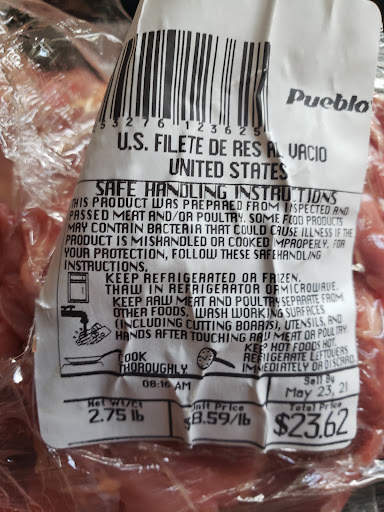 Pueblo
53276 123625
U.S. FILETE DE RES AL VACIO
UNITED STATES
SAFE HANDLING INSTRUCTIONS
THIS PRODUCT WAS PREPARED FROM INSPECTED AND
PASSED MEAT AND/OR POULTRY. SOME FOOD PRODUCTS
MAY CONTAIN BACTERIA THAT COULD CAUSE ILLNESS IF THE
PRODUCT IS MISHANDLED OR COOKED IMPROPERLY. FOR
YOUR PROTECTION, FOLLOW THESE SAFE HANDLING
INSTRUCTIONS.
KEEP REFRIGERATED OR FROZEN.
THAW IN REFRIGERATOR OR MICROWAVE.
KEEP RAW MEAT AND POULTRY SEPARATE FROM
OTHER FOODS. WASH WORKING SURFACES
(INCLUDING CUTTING BOARDS), UTENSILS, AND
HANDS AFTER TOUCHING RAW MEAT OR POULTRY.
COOK THOROUGHLY
KEEP HOT FOODS HOT.
REFRIGERATE LEFTOVERS
IMMEDIATELY OR DISCARD.
08:16 AM
Sell By
May 23, 21
Net Wt/Ct
2.75 lb
Unit Price
$8.59/lb
Total Price
$23.62